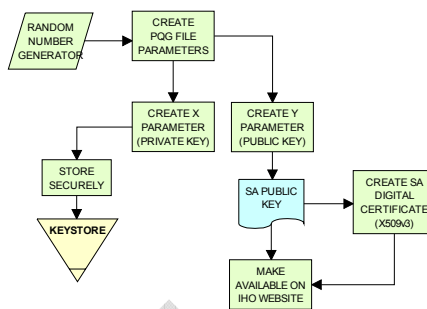 RANDOM
NUMBER
GENERATOR
CREATE
PQG FILE
PARAMETERS
CREATE X
PARAMETER
(PRIVATE KEY)
CREATE Y
PARAMETER
(PUBLIC KEY)
STORE
SECURELY
SA PUBLIC
KEY
CREATE SA
DIGITAL
CERTIFICATE
(X509v3)
KEYSTORE
MAKE
AVAILABLE ON
IHO WEBSITE